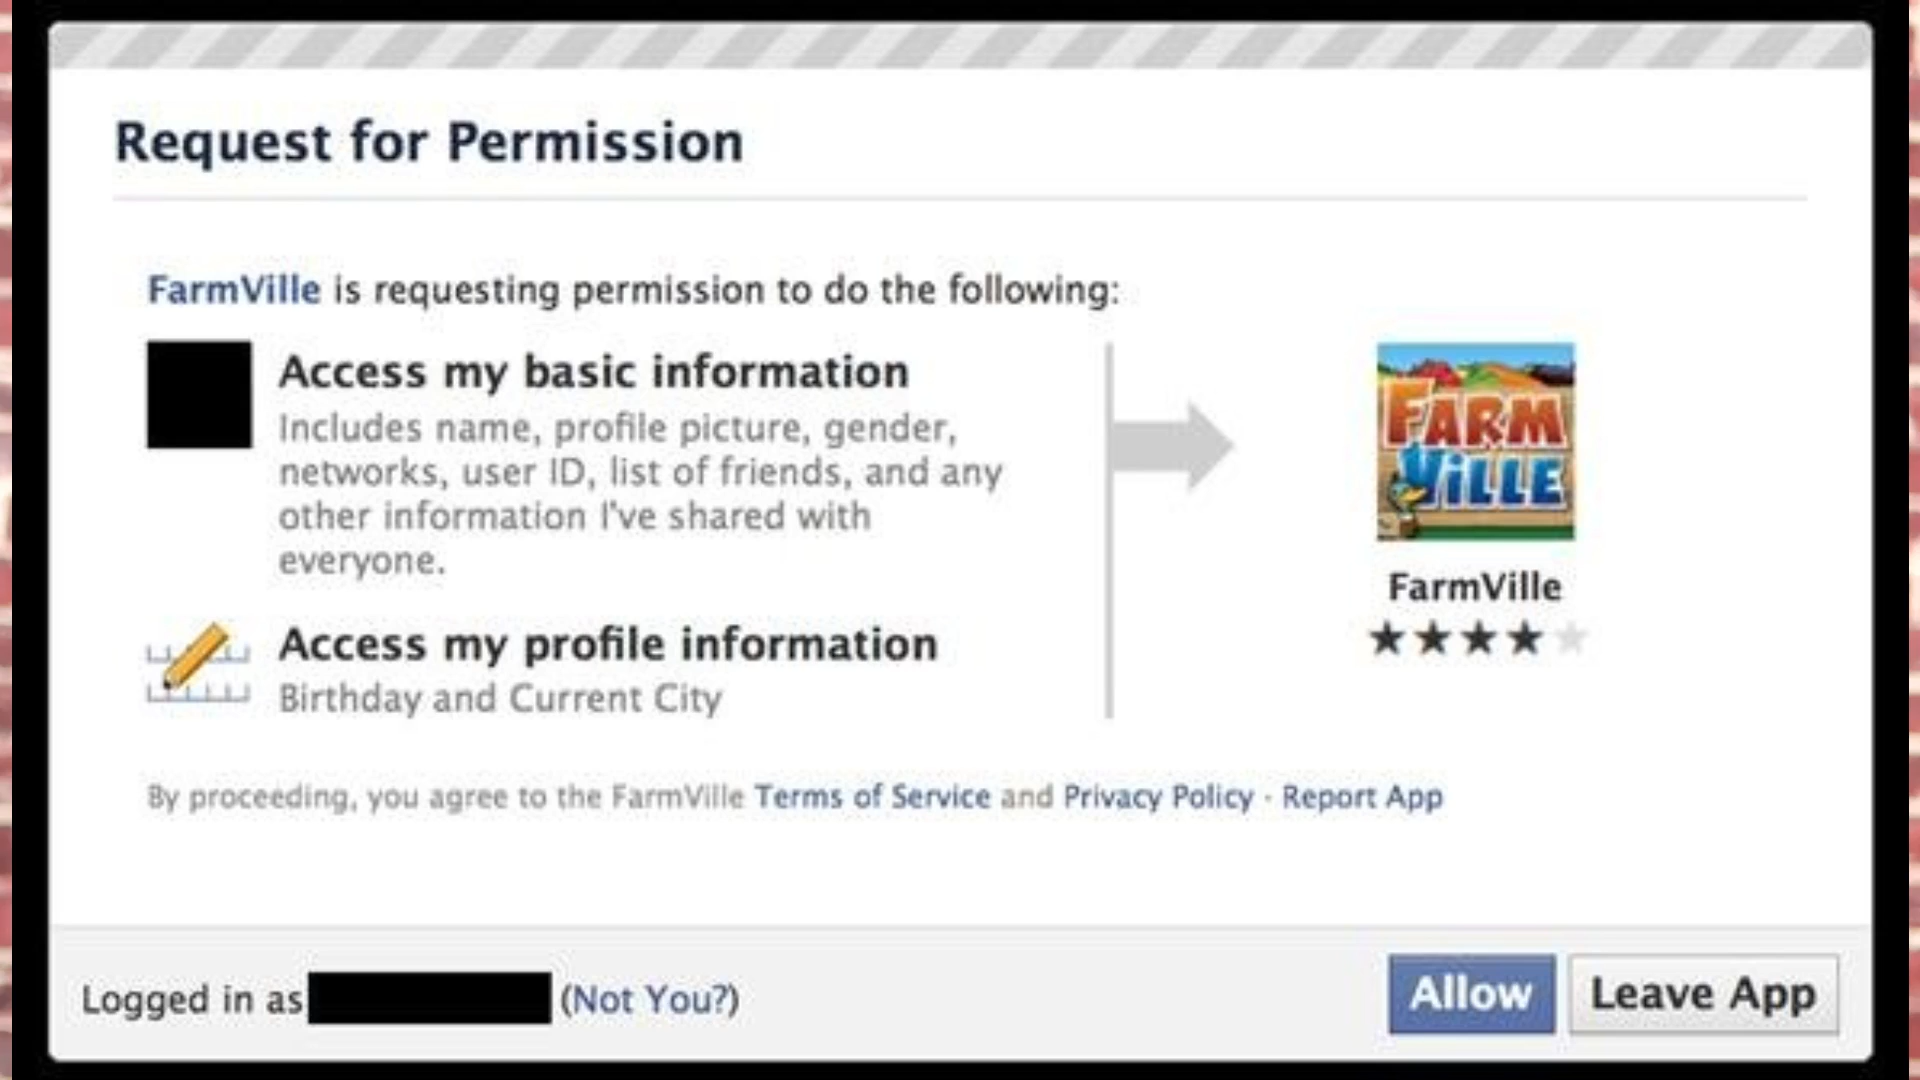 Request for Permission
FarmVille is requesting permission to do the following:
Access my basic information
Includes name, profile picture, gender,
networks, user ID, list of friends, and any
other information I've shared with
everyone.
Access my profile information
Birthday and Current City
FARM
VILLE
FarmVille
By proceeding, you agree to the FarmVille Terms of Service and Privacy Policy · Report App
Logged in as (Not You?)
Allow
Leave App